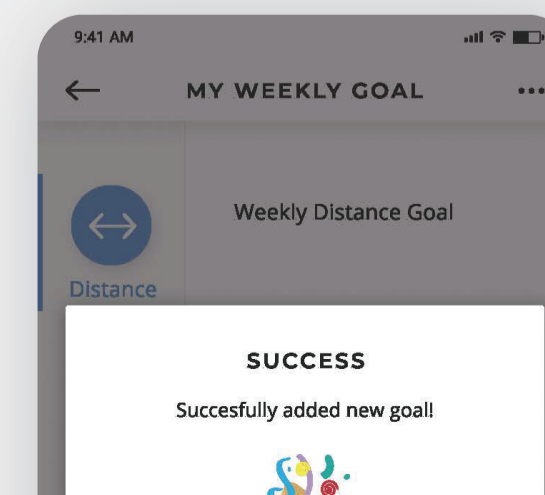 9:41 AM
MY WEEKLY GOAL
Weekly Distance Goal
Distance
SUCCESS
Succesfully added new goal!